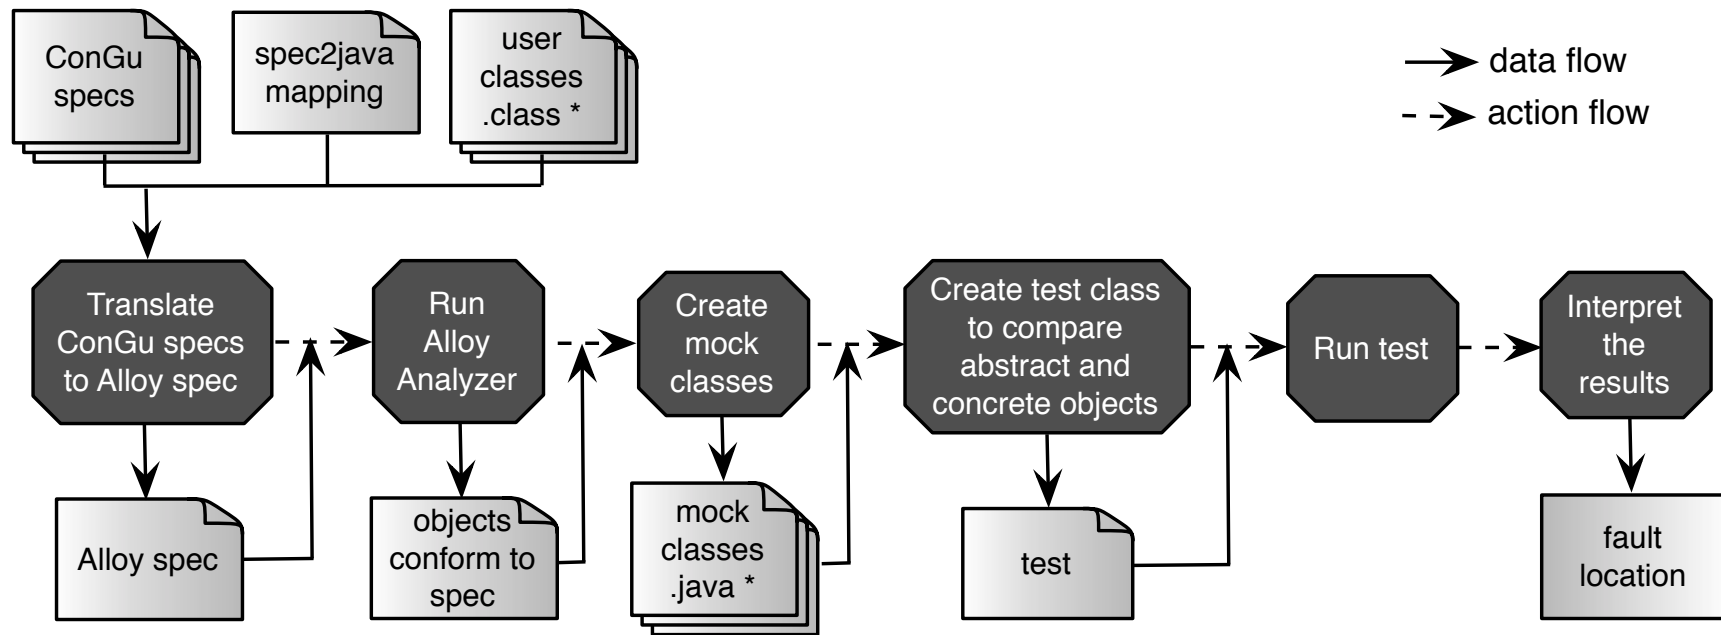 ConGu
specs
spec2java
mapping
user
classes
.class *
data flow
action flow
Translate
ConGu specs
to Alloy spec
Run
Alloy
Analyzer
Create
mock
classes
Create test class
to compare
abstract and
concrete objects
Run test
Interpret
the
results
Alloy spec
objects
conform to
spec
mock
classes
.java *
test
fault
location